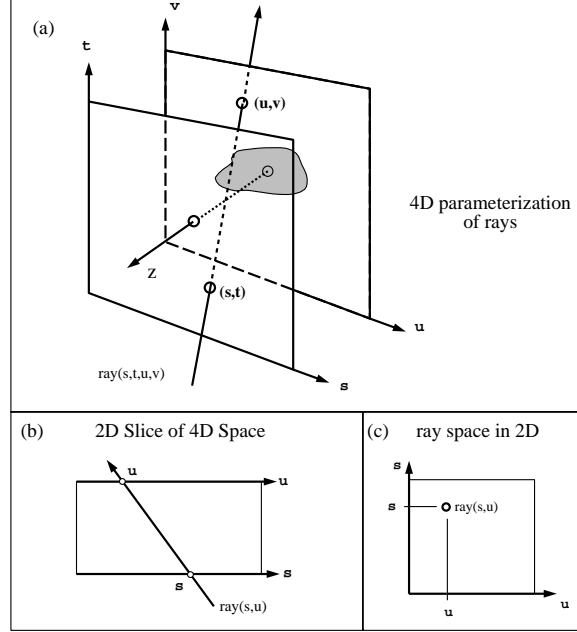 (a)
v
t
(u,v)
4D parameterization
of rays
Z
(s,t)
u
ray(s,t,u,v)
s
(b)
2D Slice of 4D Space
u
u
s
s
ray(s,u)
(c)
ray space in 2D
s
s
ray(s,u)
u
u